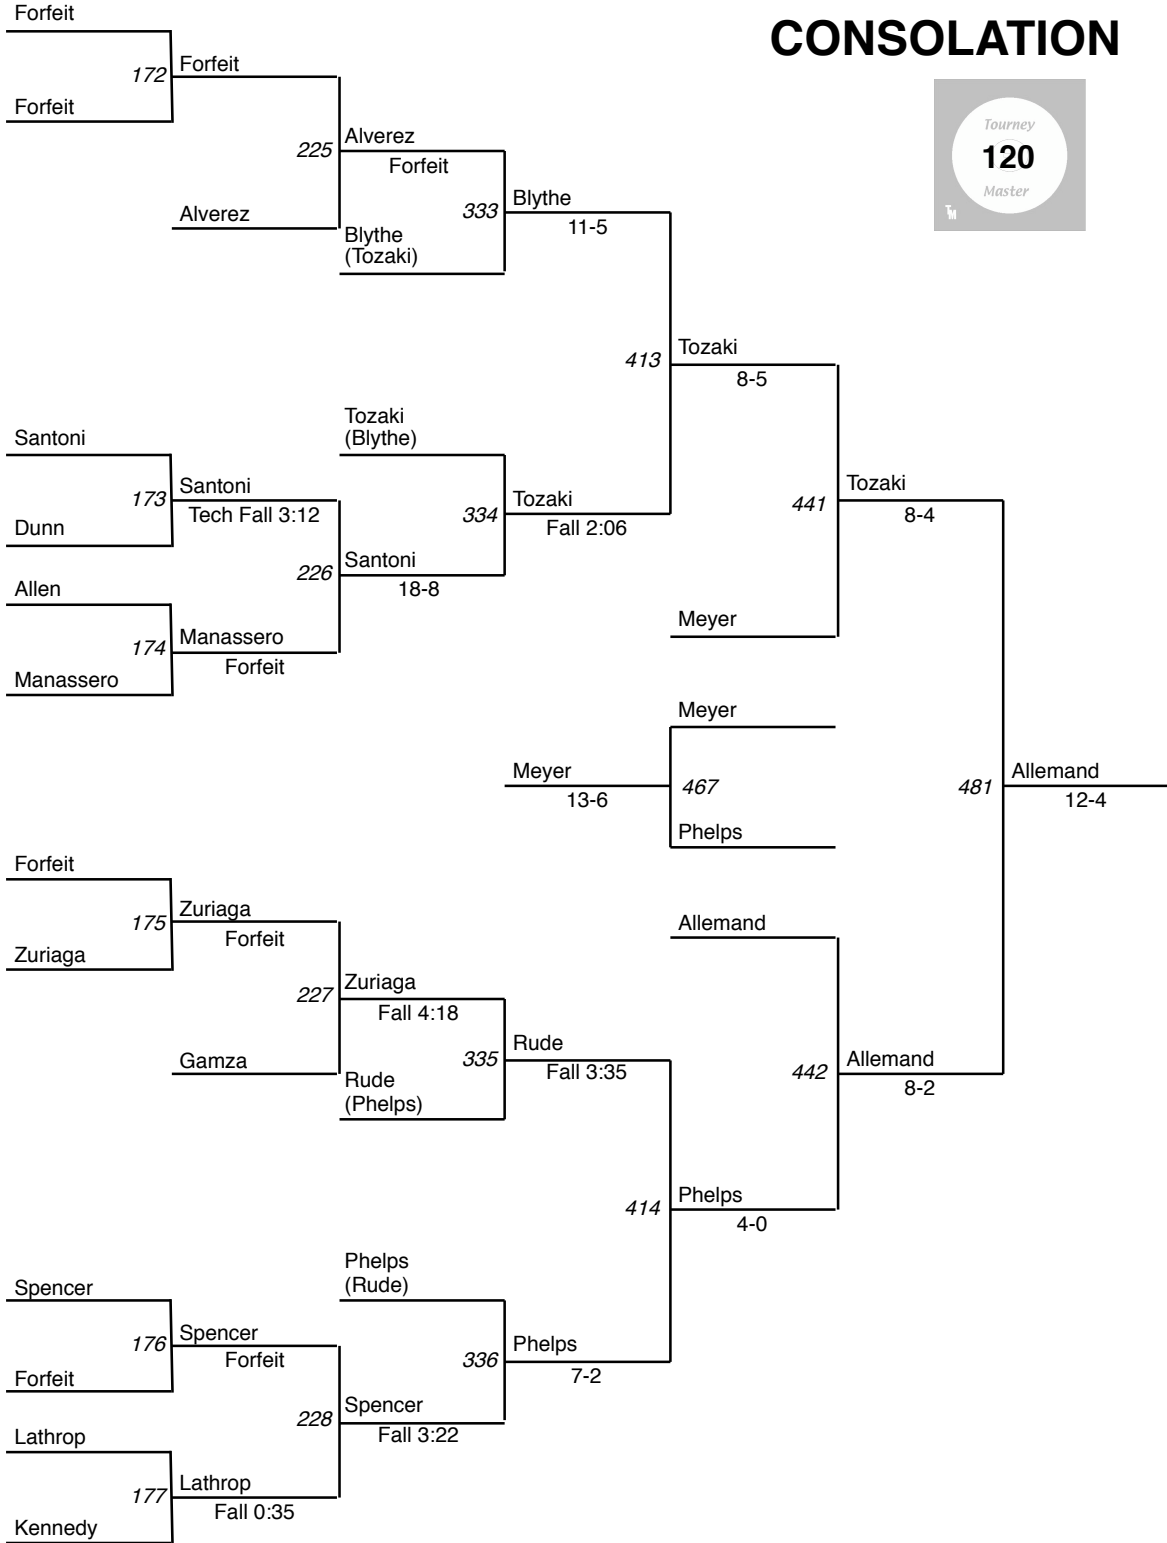 Forfeit
CONSOLATION
172
Forfeit
Forfeit
Tourney
120
Master
TM
225
Alverez
Forfeit
Alverez
333
Blythe
11-5
Blythe
(Tozaki)
413
Tozaki
8-5
Tozaki
(Blythe)
Santoni
173
Santoni
Tech Fall 3:12
Dunn
334
Tozaki
Fall 2:06
441
Tozaki
8-4
Allen
226
Santoni
18-8
174
Manassero
Forfeit
Manassero
Meyer
Meyer
Meyer
13-6
467
Phelps
481
Allemand
12-4
Forfeit
175
Zuriaga
Forfeit
Zuriaga
Allemand
227
Zuriaga
Fall 4:18
Gamza
335
Rude
Fall 3:35
Rude
(Phelps)
442
Allemand
8-2
414
Phelps
4-0
Phelps
(Rude)
Spencer
176
Spencer
Forfeit
Forfeit
336
Phelps
7-2
228
Spencer
Fall 3:22
Lathrop
177
Lathrop
Fall 0:35
Kennedy